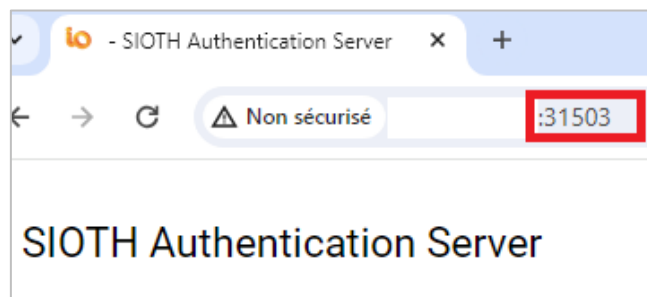 io - SIOTH Authentication Server
Non sécurisé :31503
SIOTH Authentication Server